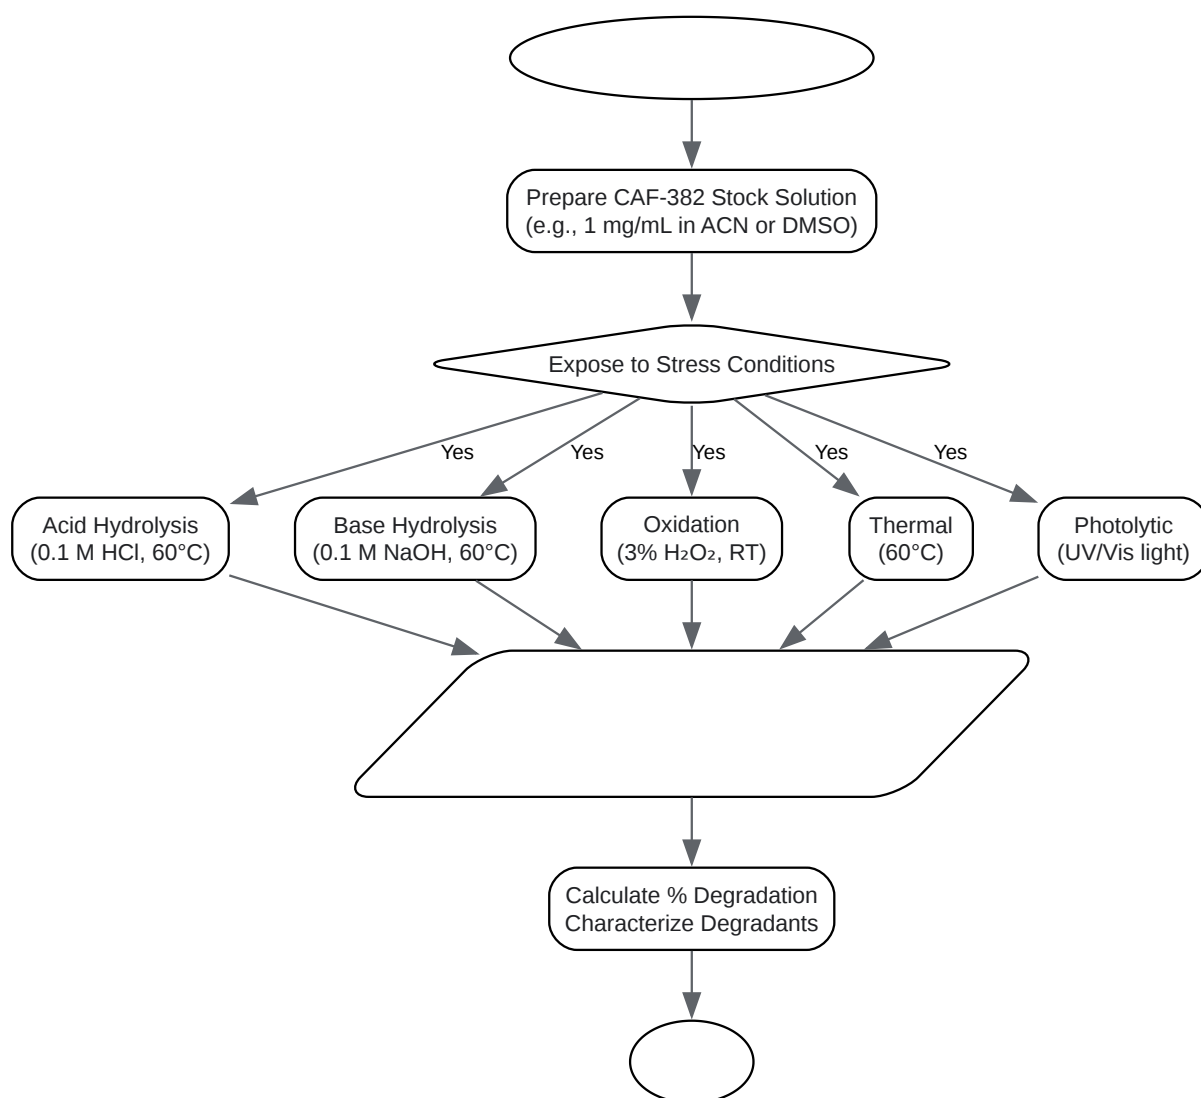 Prepare CAF-382 Stock Solution
(e.g., 1 mg/mL in ACN or DMSO)
Expose to Stress Conditions
Yes
Yes
Yes
Yes
Yes
Acid Hydrolysis
(0.1 M HCl, 60°C)
Base Hydrolysis
(0.1 M NaOH, 60°C)
Oxidation
(3% H₂O₂, RT)
Thermal
(60°C)
Photolytic
(UV/Vis light)
Calculate % Degradation
Characterize Degradants